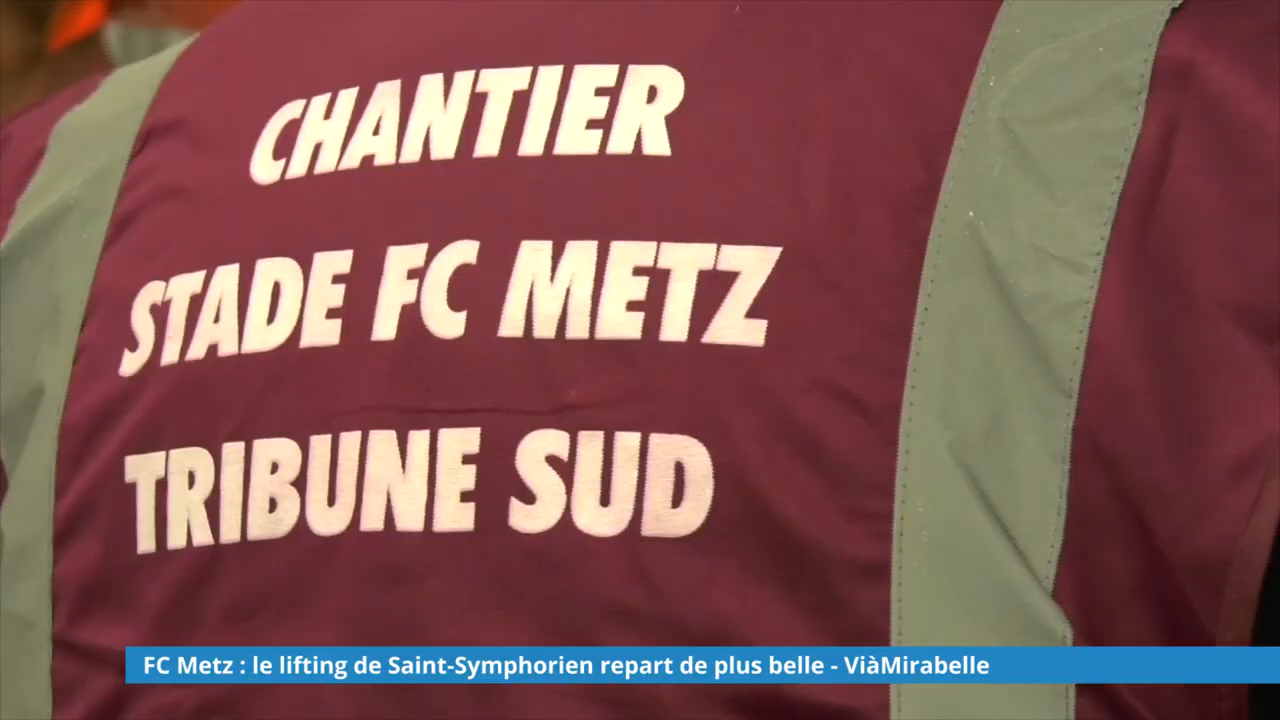 CHANTIER
STADE FC METZ
TRIBUNE SUD
FC Metz : le lifting de Saint-Symphorien repart de plus belle - ViàMirabelle